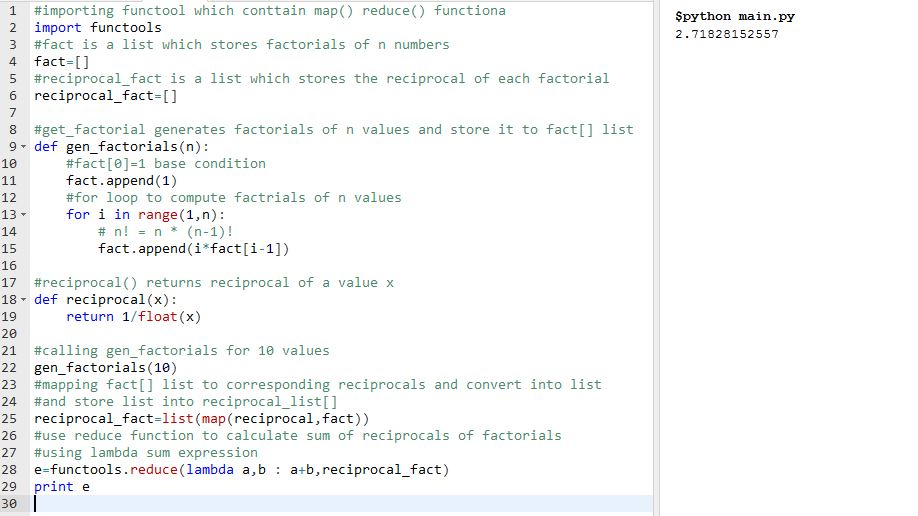 1 #importing functool which conttain map() reduce() functiona
2 import functools
3 #fact is a list which stores factorials of n numbers
4 fact=[]
5 #reciprocal_fact is a list which stores the reciprocal of each factorial
6 reciprocal_fact=[]
7
8 #get_factorial generates factorials of n values and store it to fact[] list
9 def gen_factorials(n):
10     #fact[0]=1 base condition
11     fact.append(1)
12     #for loop to compute factrials of n values
13     for i in range(1,n):
14         # n! = n * (n-1)!
15         fact.append(i*fact[i-1])
16
17 #reciprocal() returns reciprocal of a value x
18 def reciprocal(x):
19     return 1/float(x)
20
21 #calling gen_factorials for 10 values
22 gen_factorials(10)
23 #mapping fact[] list to corresponding reciprocals and convert into list
24 #and store list into reciprocal_list[]
25 reciprocal_fact=list(map(reciprocal,fact))
26 #use reduce function to calculate sum of reciprocals of factorials
27 #using lambda sum expression
28 e=functools.reduce(lambda a,b : a+b,reciprocal_fact)
29 print e
30
$python main.py
2.71828152557